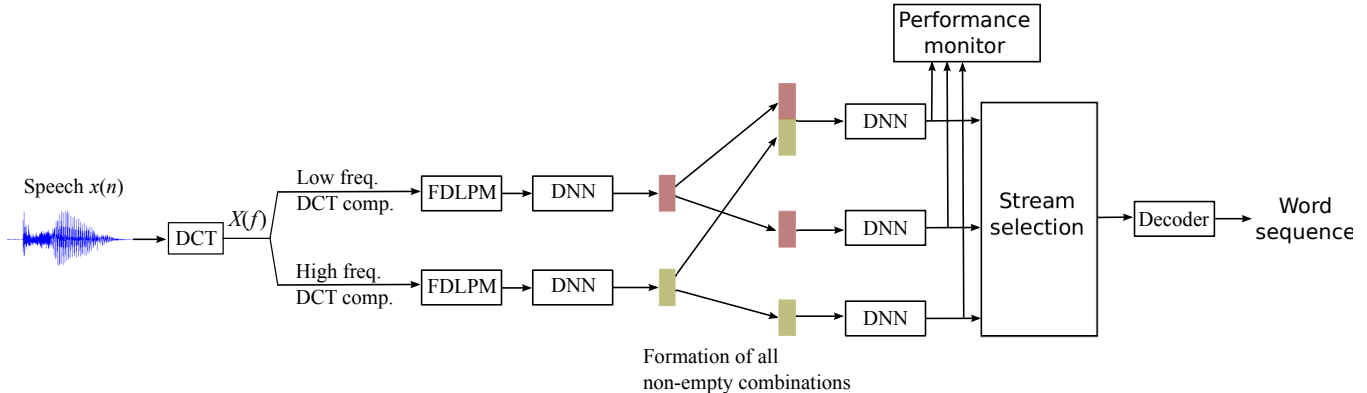 Performance
monitor
Speech x(n)
DCT
X(f)
Low freq.
DCT comp.
FDLPM
DNN
High freq.
DCT comp.
FDLPM
DNN
DNN
DNN
DNN
Stream
selection
Decoder
Word
sequence
Formation of all
non-empty combinations